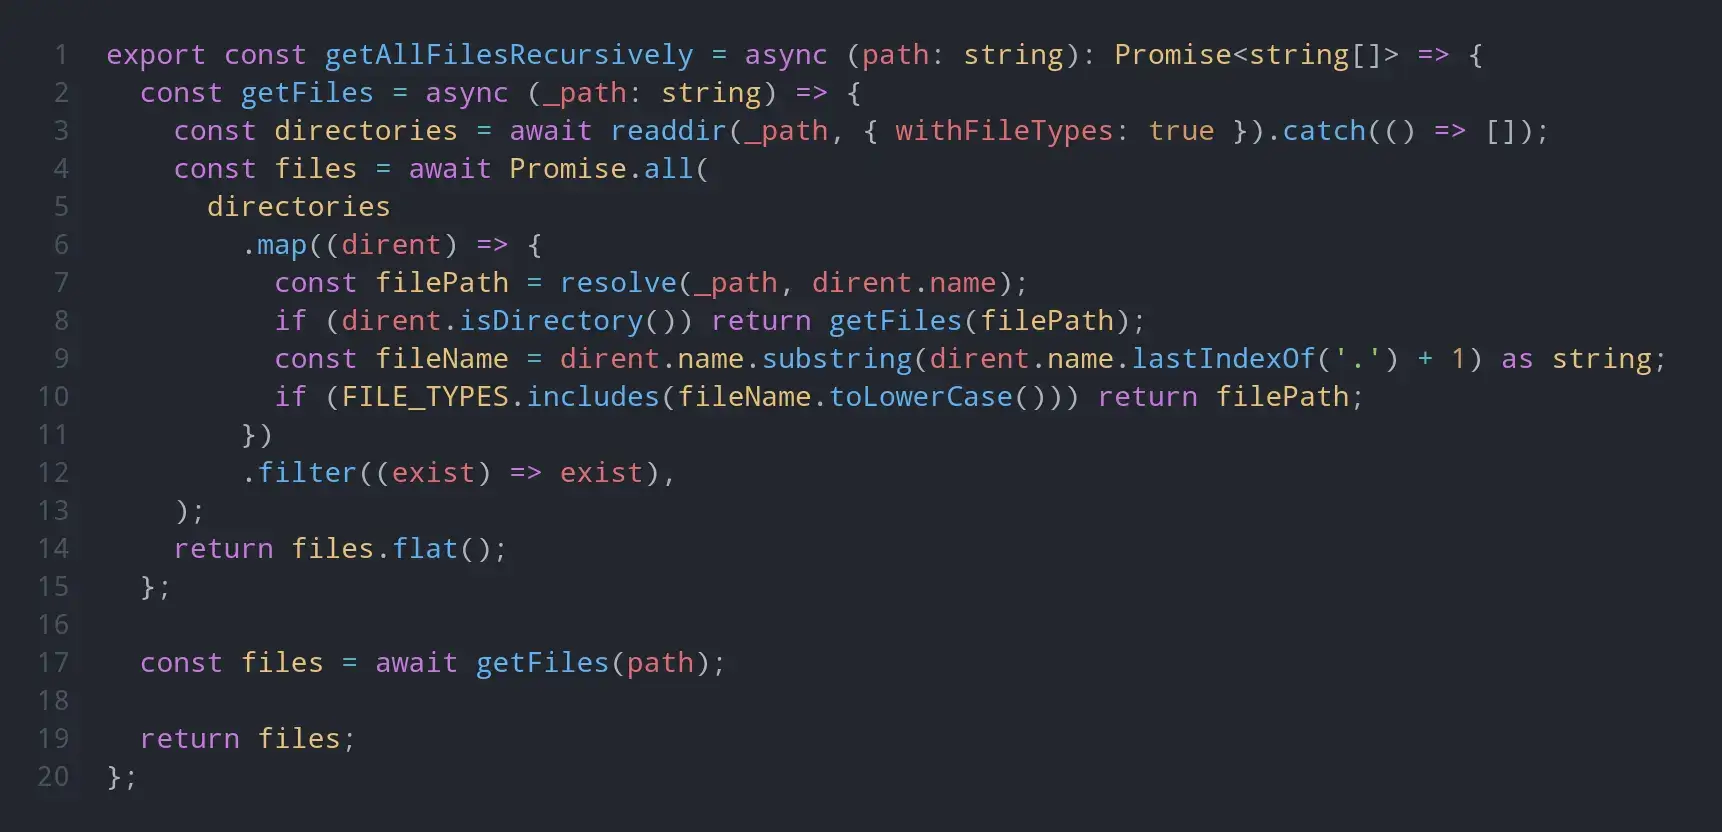 1 export const getAllFilesRecursively = async (path: string): Promise<string[]> => {
2   const getFiles = async (_path: string) => {
3     const directories = await readdir(_path, { withFileTypes: true }).catch(() => []);
4     const files = await Promise.all(
5       directories
6         .map((dirent) => {
7           const filePath = resolve(_path, dirent.name);
8           if (dirent.isDirectory()) return getFiles(filePath);
9           const fileName = dirent.name.substring(dirent.name.lastIndexOf('.') + 1) as string;
10           if (FILE_TYPES.includes(fileName.toLowerCase())) return filePath;
11         })
12         .filter((exist) => exist),
13     );
14     return files.flat();
15   };
16
17   const files = await getFiles(path);
18
19   return files;
20 };